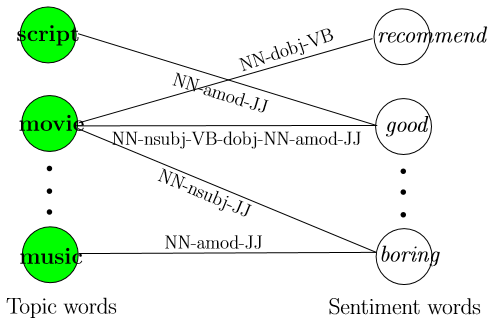 script
recommend
NN-dobj-VB
NN-amod-JJ
movie
good
NN-nsubj-VB-dobj-NN-amod-JJ
NN-nsubj-JJ
NN-amod-JJ
music
boring
Topic words
Sentiment words